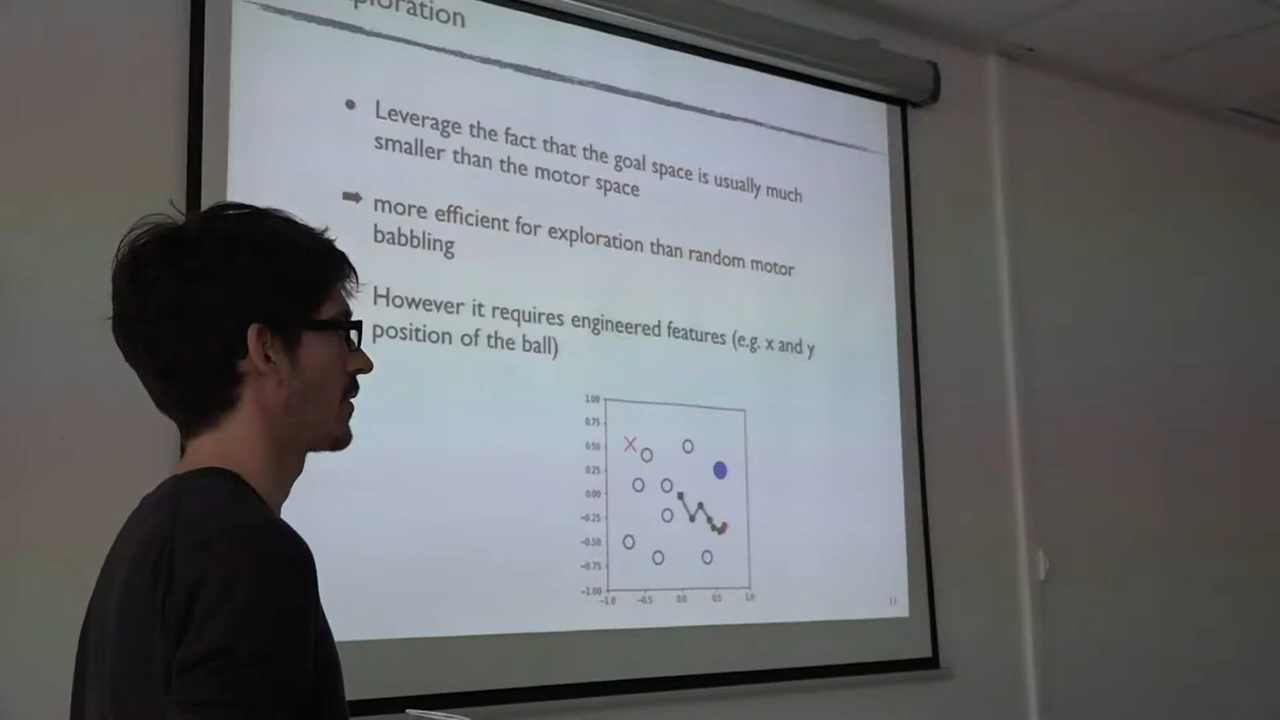 ploration
Leverage the fact that the goal space is usually much
smaller than the motor space
more efficient for exploration than random motor
babbling
However it requires engineered features (e.g. x and y
position of the ball)
1.00
0.75
0.50
0.25
0.00
−0.25
−0.50
−0.75
−1.00
−1.0 −0.5 0.0 0.5 1.0
11